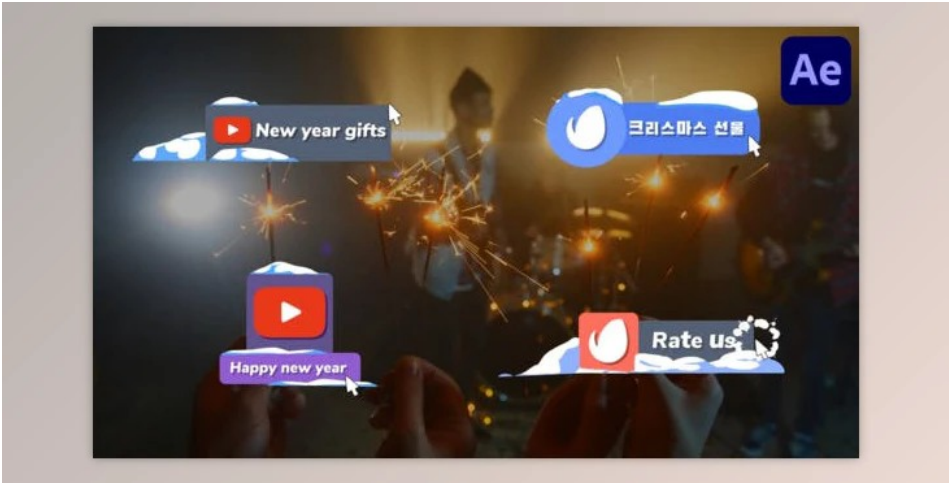 Ae
New year gifts
크리스마스 선물
Happy new year
Rate us